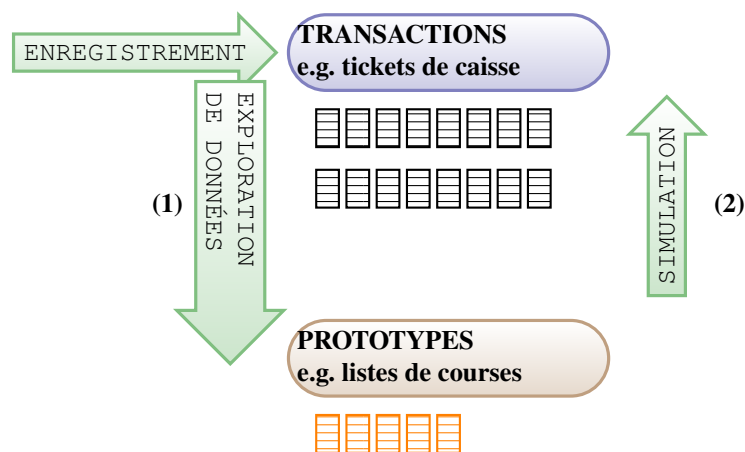 ENREGISTREMENT
TRANSACTIONS
e.g. tickets de caisse
EXPLORATION
DE DONNÉES
(1)
SIMULATION
(2)
PROTOTYPES
e.g. listes de courses